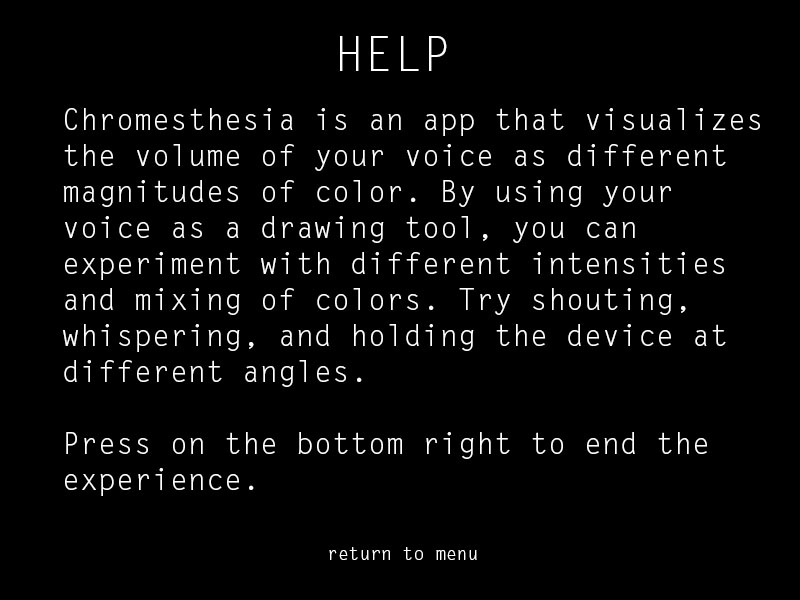 HELP
Chromesthesia is an app that visualizes
the volume of your voice as different
magnitudes of color. By using your
voice as a drawing tool, you can
experiment with different intensities
and mixing of colors. Try shouting,
whispering, and holding the device at
different angles.
Press on the bottom right to end the
experience.
return to menu